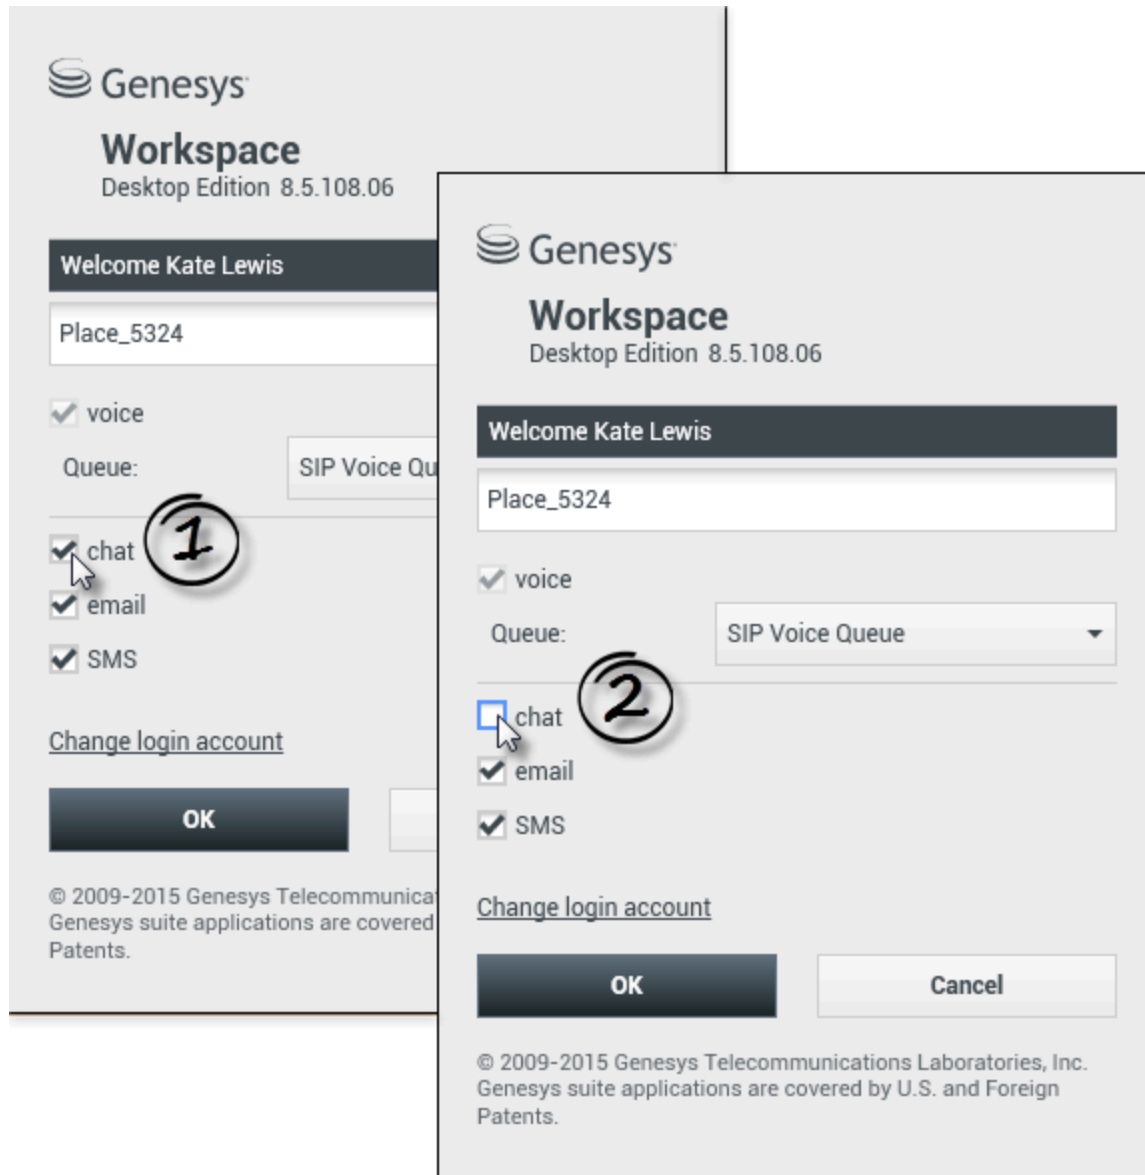 Genesys
Workspace
Desktop Edition 8.5.108.06
Welcome Kate Lewis
Place_5324
voice
Queue:
SIP Voice Qu
chat
1
email
SMS
Change login account
OK
© 2009-2015 Genesys Telecommunicat
Genesys suite applications are covered
Patents.
Genesys
Workspace
Desktop Edition 8.5.108.06
Welcome Kate Lewis
Place_5324
voice
Queue:
SIP Voice Queue
chat
2
email
SMS
Change login account
OK
Cancel
© 2009-2015 Genesys Telecommunications Laboratories, Inc.
Genesys suite applications are covered by U.S. and Foreign
Patents.